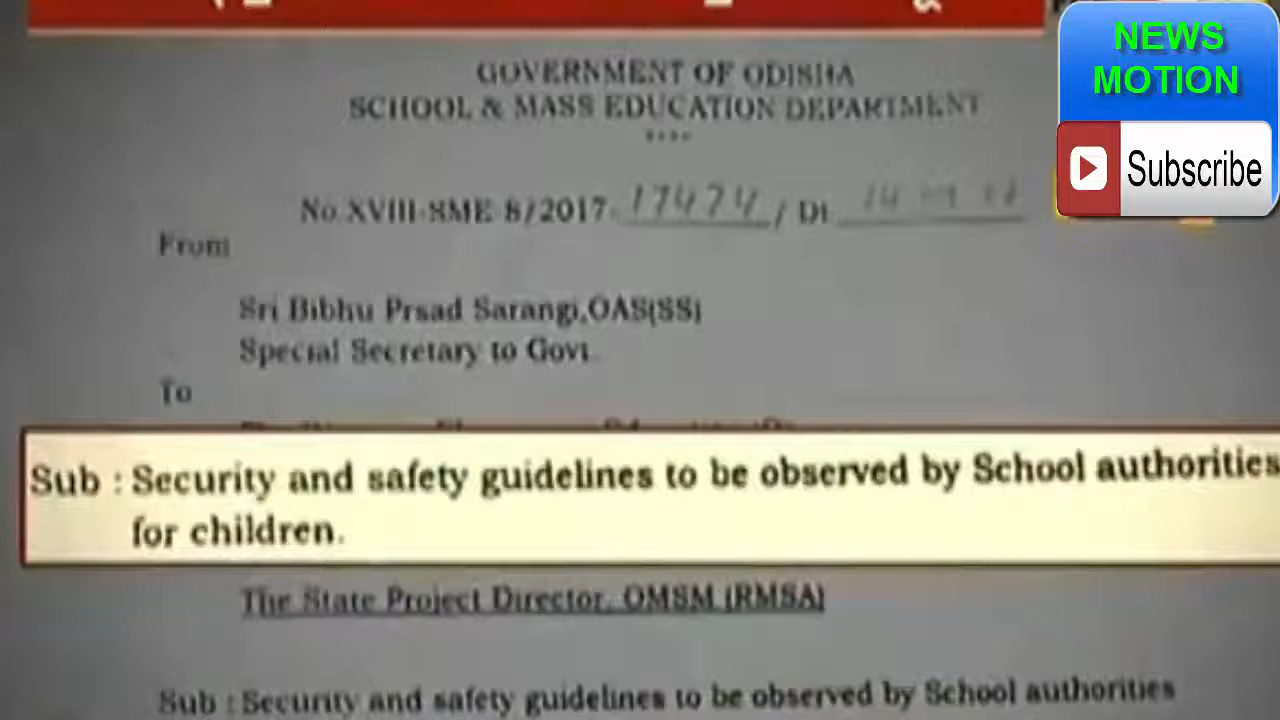 NEWS
MOTION
Subscribe
GOVERNMENT OF ODISHA
SCHOOL & MASS EDUCATION DEPARTMENT
****
No.XVIII-SME 8/2017- 17474 / Dt
From
Sri Bibhu Prsad Sarangi,OAS(SS)
Special Secretary to Govt.
To
Sub : Security and safety guidelines to be observed by School authorities
for children.
The State Project Director, OMSM (RMSA)
Sub : Security and safety guidelines to be observed by School authorities